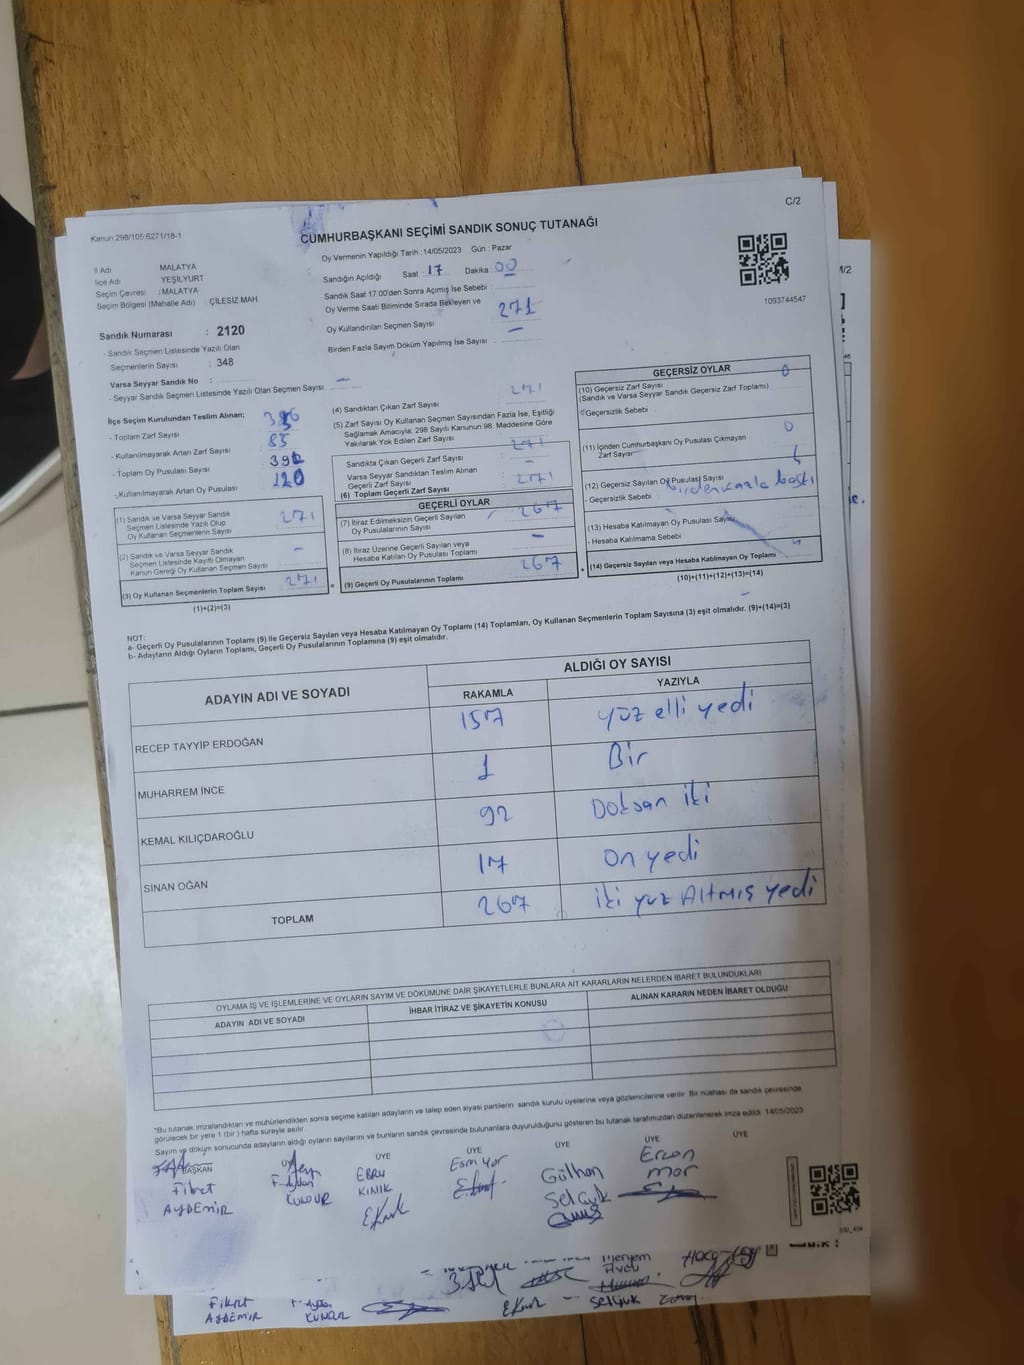 C/2
Kanun 298/105;6271/18-1
CUMHURBAŞKANI SEÇİMİ SANDIK SONUÇ TUTANAĞI
Oy Vermenin Yapıldığı Tarih : 14/05/2023 Gün : Pazar
İl Adı MALATYA
İlçe Adı YEŞİLYURT
Seçim Çevresi : MALATYA
Seçim Bölgesi (Mahalle Adı) : ÇİLESİZ MAH.
Sandık Numarası : 2120
- Sandık Seçmen Listesinde Yazılı Olan
Seçmenlerin Sayısı : 348
Varsa Seyyar Sandık No :
- Seyyar Sandık Seçmen Listesinde Yazılı Olan Seçmen Sayısı: –
Sandığın Açıldığı Saat : 17 Dakika : 00
Sandık Saat 17:00'den Sonra Açımış İse Sebebi :
Oy Verme Saati Bitiminde Sırada Bekleyen ve
Oy Kullandırılan Seçmen Sayısı : 271
Birden Fazla Sayım Döküm Yapılmış İse Sayısı : –
1093744547
İlçe Seçim Kurulundan Teslim Alınan:
- Toplam Zarf Sayısı
- Kullanılmayarak Artan Zarf Sayısı 85
- Toplam Oy Pusulası Sayısı
- Kullanılmayarak Artan Oy Pusulası 120
(1) Sandık ve Varsa Seyyar Sandık
Seçmen Listesinde Yazılı Olup
Oy Kullanan Seçmenlerin Sayısı 271
(2) Sandık ve Varsa Seyyar Sandık
Seçmen Listesinde Kayıtlı Olmayan
Kanun Gereği Oy Kullanan Seçmen Sayısı –
(3) Oy Kullanan Seçmenlerin Toplam Sayısı 271
(1)+(2)=(3)
(4) Sandıktan Çıkan Zarf Sayısı 271
(5) Zarf Sayısı Oy Kullanan Seçmen Sayısından Fazla İse, Eşitliği
Sağlamak Amacıyla; 298 Sayılı Kanunun 98. Maddesine Göre
Yakılarak Yok Edilen Zarf Sayısı
Sandıkta Çıkan Geçerli Zarf Sayısı 271
Varsa Seyyar Sandıktan Teslim Alınan
Geçerli Zarf Sayısı –
(6) Toplam Geçerli Zarf Sayısı 271
GEÇERLİ OYLAR
(7) İtiraz Edilmeksizin Geçerli Sayılan
Oy Pusulalarının Sayısı 267
(8) İtiraz Üzerine Geçerli Sayılan veya
Hesaba Katılan Oy Pusulası Toplamı –
(9) Geçerli Oy Pusulalarının Toplamı 267
GEÇERSİZ OYLAR
(10) Geçersiz Zarf Sayısı 0
(Sandık ve Varsa Seyyar Sandık Geçersiz Zarf Toplamı)
- Geçersizlik Sebebi
(11) İçinden Cumhurbaşkanı Oy Pusulası Çıkmayan
Zarf Sayısı 0
(12) Geçersiz Sayılan Oy Pusulası Sayısı
- Geçersizlik Sebebi Birden fazla baskı
(13) Hesaba Katılmayan Oy Pusulası Sayısı
- Hesaba Katılmama Sebebi
(14) Geçersiz Sayılan veya Hesaba Katılmayan Oy Toplamı 4
(10)+(11)+(12)+(13)=(14)
NOT:
a- Geçerli Oy Pusulalarının Toplamı (9) ile Geçersiz Sayılan veya Hesaba Katılmayan Oy Toplamı (14) Toplamları, Oy Kullanan Seçmenlerin Toplam Sayısına (3) eşit olmalıdır. (9)+(14)=(3)
b- Adayların Aldığı Oyların Toplamı, Geçerli Oy Pusulalarının Toplamına (9) eşit olmalıdır.
ADAYIN ADI VE SOYADI ALDIĞI OY SAYISI
RAKAMLA YAZIYLA
RECEP TAYYİP ERDOĞAN 157 yüz elli yedi
MUHARREM İNCE 1 Bir
KEMAL KILIÇDAROĞLU 92 Doksan iki
SİNAN OĞAN 17 on yedi
TOPLAM 267 iki yüz Altmış yedi
OYLAMA İŞ VE İŞLEMLERİNE VE OYLARIN SAYIM VE DÖKÜMÜNE DAİR ŞİKAYETLERLE BUNLARA AİT KARARLARIN NELERDEN İBARET BULUNDUKLARI
ADAYIN ADI VE SOYADI İHBAR İTİRAZ VE ŞİKAYETİN KONUSU ALINAN KARARIN NEDEN İBARET OLDUĞU
*Bu tutanak imzalandıktan ve mühürlendikten sonra seçime katılan adayların ve talep eden siyasi partilerin sandık kurulu üyelerine veya gözlemcilerine verilir. Bir nüshası da sandık çevresinde
görülecek bir yere 1 (bir ) hafta süreyle asılır.
Sayım ve döküm sonucunda adayların aldığı oyların sayılarını ve bunların sandık çevresinde bulunanlara duyurulduğunu gösteren bu tutanak tarafımızdan düzenlenerek imza edildi. 14/05/2023
BAŞKAN ÜYE ÜYE ÜYE ÜYE ÜYE ÜYE
Fikret AYDEMİR
KUNDUR
EBRU KINIK
Gülhan Selçuk
Ercan mor
Meryem Avcı
Fikret AYDEMİR
Selçuk